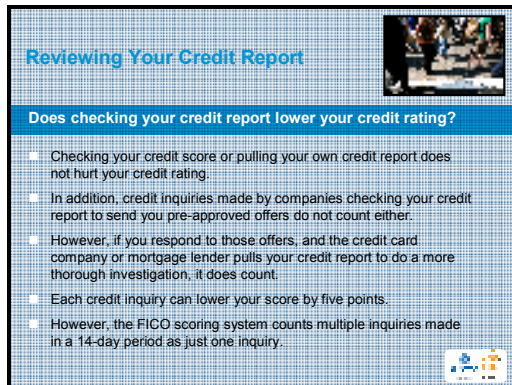 Reviewing Your Credit Report
Does checking your credit report lower your credit rating?
Checking your credit score or pulling your own credit report does
not hurt your credit rating.
In addition, credit inquiries made by companies checking your credit
report to send you pre-approved offers do not count either.
However, if you respond to those offers, and the credit card
company or mortgage lender pulls your credit report to do a more
thorough investigation, it does count.
Each credit inquiry can lower your score by five points.
However, the FICO scoring system counts multiple inquiries made
in a 14-day period as just one inquiry.